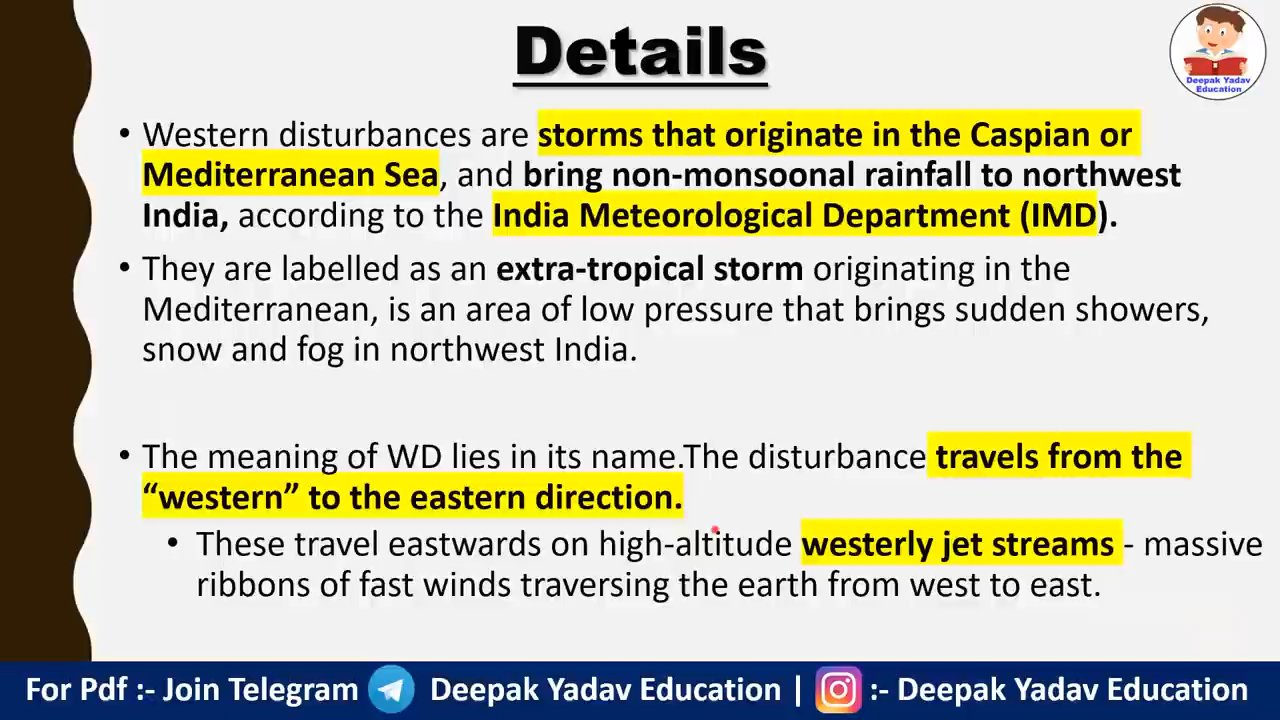 Details
Deepak Yadav
Education
• Western disturbances are storms that originate in the Caspian or
Mediterranean Sea, and bring non-monsoonal rainfall to northwest
India, according to the India Meteorological Department (IMD).
• They are labelled as an extra-tropical storm originating in the
Mediterranean, is an area of low pressure that brings sudden showers,
snow and fog in northwest India.
• The meaning of WD lies in its name.The disturbance travels from the
“western” to the eastern direction.
• These travel eastwards on high-altitude westerly jet streams - massive
ribbons of fast winds traversing the earth from west to east.
For Pdf :- Join Telegram Deepak Yadav Education | :- Deepak Yadav Education